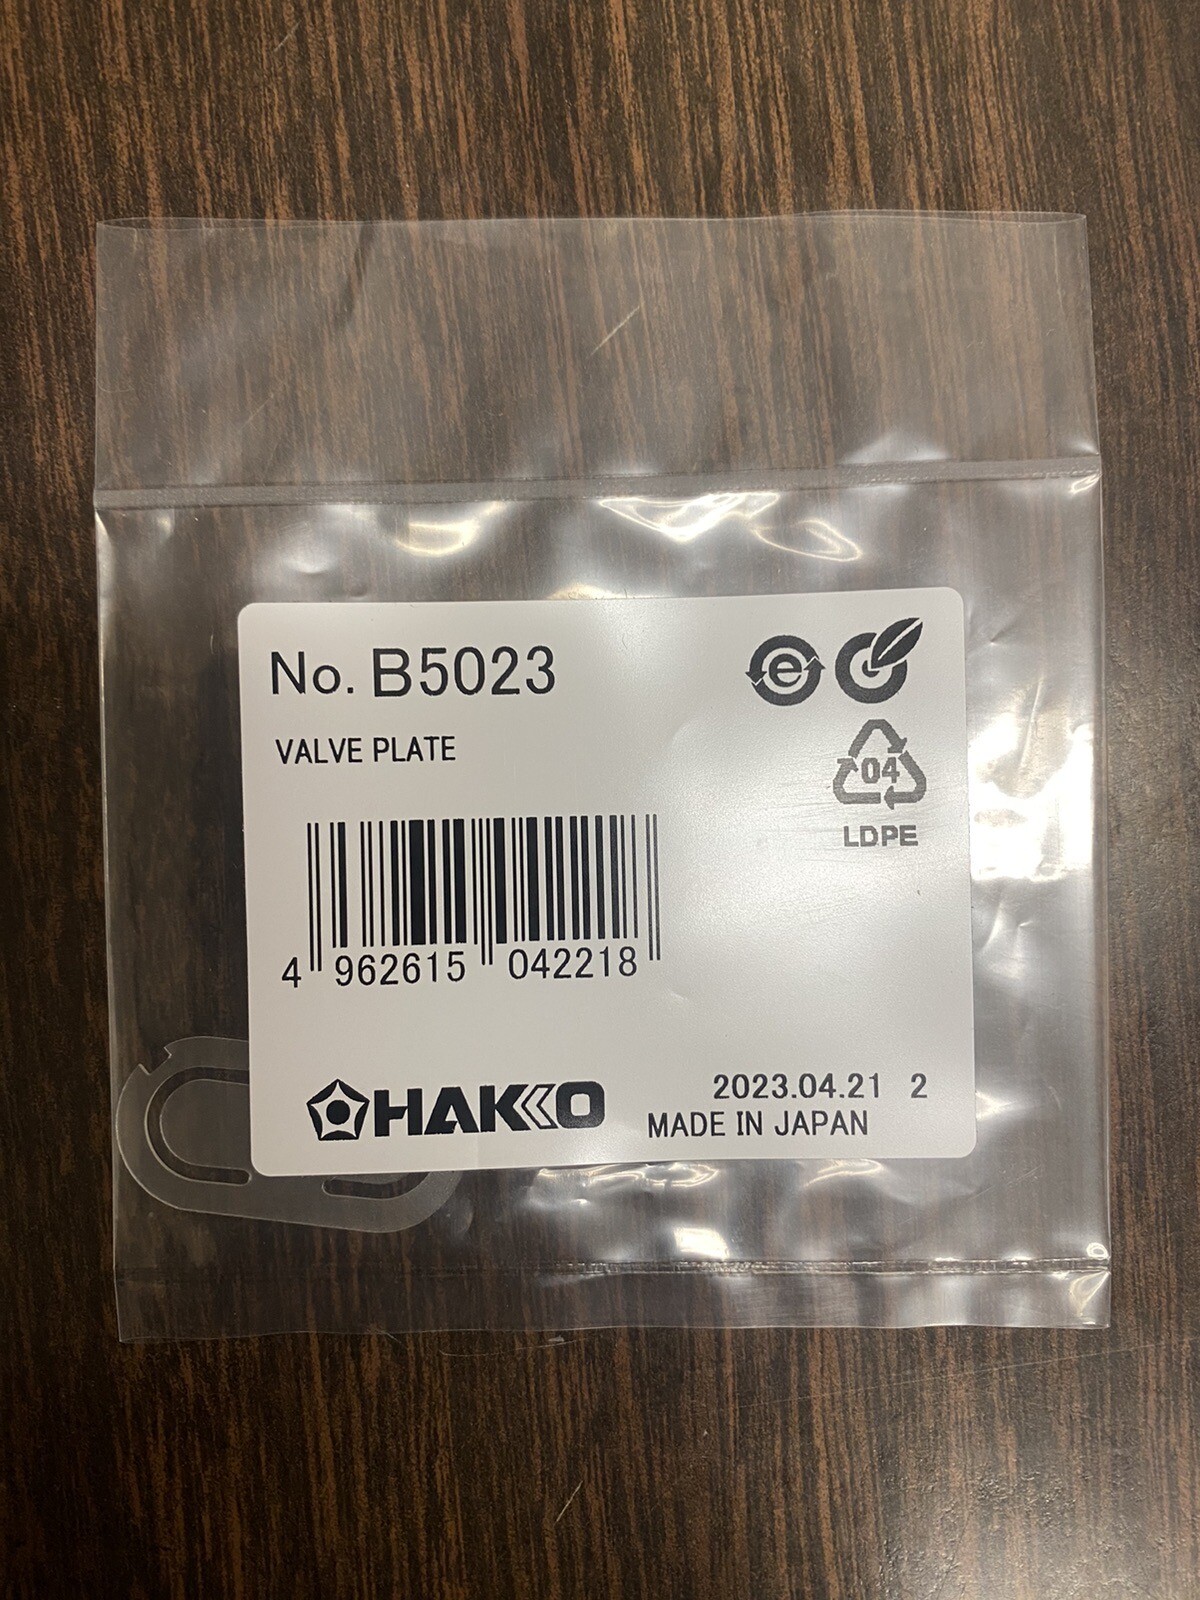 No. B5023
e
VALVE PLATE
04
LDPE
4 962615 042218
HAKKO
2023.04.21 2
MADE IN JAPAN